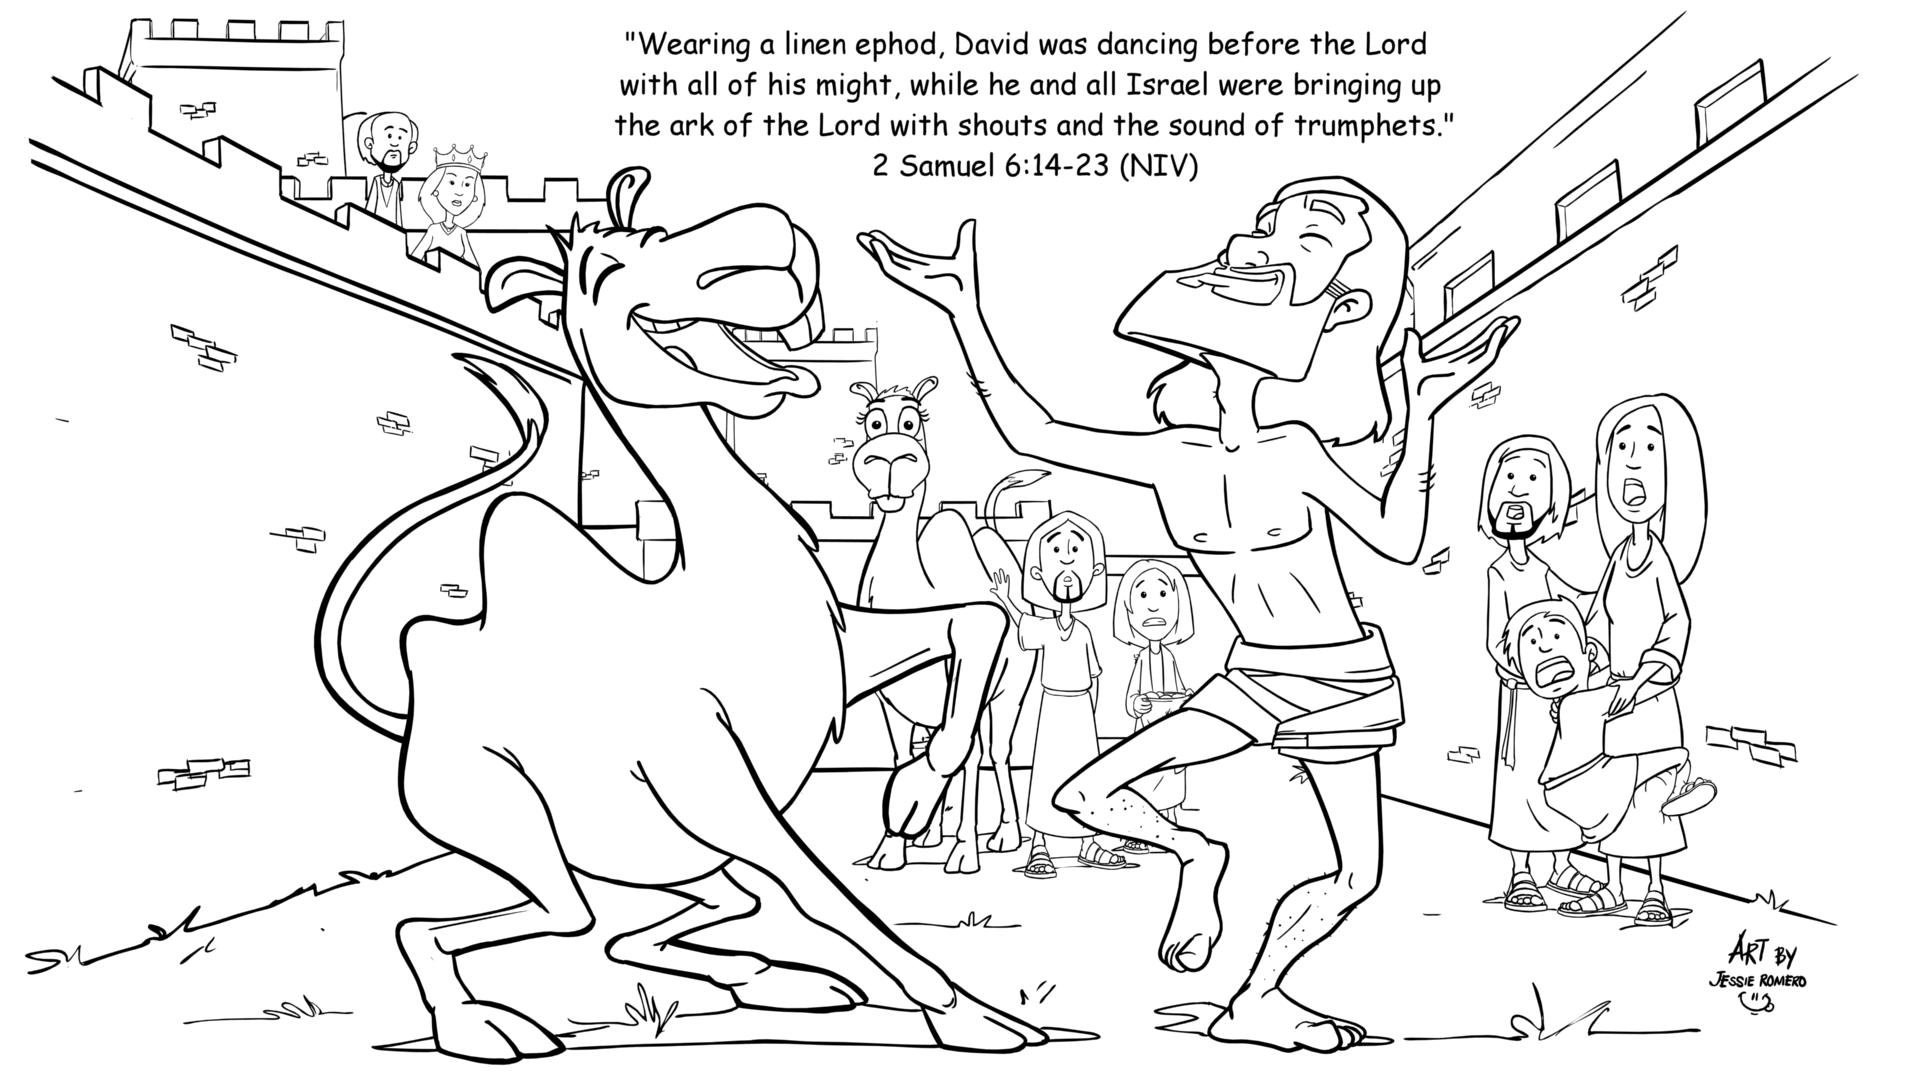 "Wearing a linen ephod, David was dancing before the Lord
with all of his might, while he and all Israel were bringing up
the ark of the Lord with shouts and the sound of trumphets."
2 Samuel 6:14-23 (NIV)
ART BY
JESSIE ROMERO